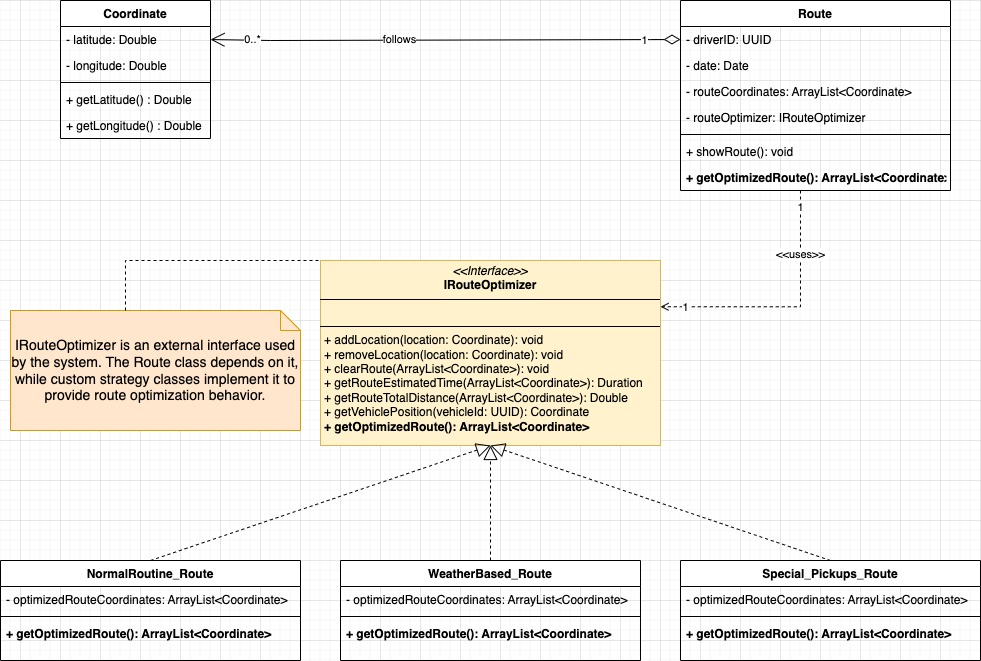 Coordinate
- latitude: Double
- longitude: Double
+ getLatitude() : Double
+ getLongitude() : Double
0..*
follows
1
Route
- driverID: UUID
- date: Date
- routeCoordinates: ArrayList<Coordinate>
- routeOptimizer: IRouteOptimizer
+ showRoute(): void
+ getOptimizedRoute(): ArrayList<Coordinate:
1
<<uses>>
1
<<Interface>>
IRouteOptimizer
+ addLocation(location: Coordinate): void
+ removeLocation(location: Coordinate): void
+ clearRoute(ArrayList<Coordinate>): void
+ getRouteEstimatedTime(ArrayList<Coordinate>): Duration
+ getRouteTotalDistance(ArrayList<Coordinate>): Double
+ getVehiclePosition(vehicleId: UUID): Coordinate
+ getOptimizedRoute(): ArrayList<Coordinate>
IRouteOptimizer is an external interface used
by the system. The Route class depends on it,
while custom strategy classes implement it to
provide route optimization behavior.
NormalRoutine_Route
- optimizedRouteCoordinates: ArrayList<Coordinate>
+ getOptimizedRoute(): ArrayList<Coordinate>
WeatherBased_Route
- optimizedRouteCoordinates: ArrayList<Coordinate>
+ getOptimizedRoute(): ArrayList<Coordinate>
Special_Pickups_Route
- optimizedRouteCoordinates: ArrayList<Coordinate>
+ getOptimizedRoute(): ArrayList<Coordinate>